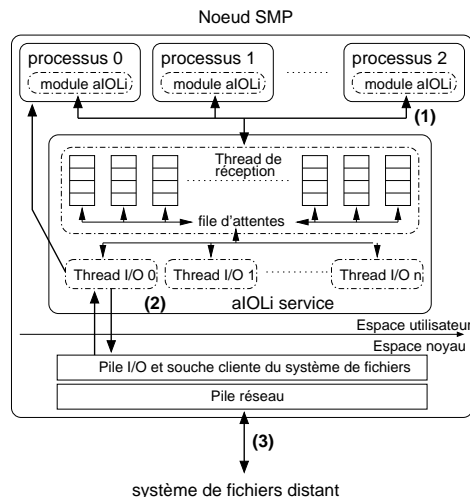 Noeud SMP
processus 0
processus 1
processus 2
module aIOLi
module aIOLi
module aIOLi
(1)
Thread de
réception
file d'attentes
Thread I/O 0
Thread I/O 1
Thread I/O n
(2)
aIOLi service
Espace utilisateur
Espace noyau
Pile I/O et souche cliente du système de fichiers
Pile réseau
(3)
système de fichiers distant